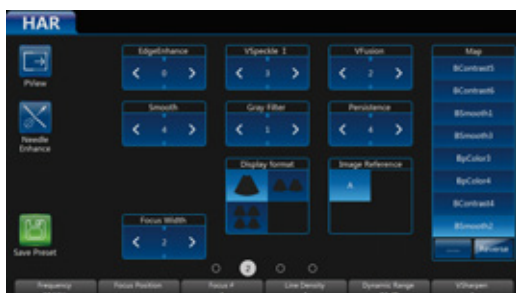 HAR
EdgeEnhance
VSpeckle I
VFusion
Map
0
3
2
BContrast5
PView
BContrast6
Smooth
Gray Filter
Persistence
BSmooth1
4
1
4
BSmooth3
Needle
Enhance
Display format
Image Reference
BpColor3
A
BpColor4
BContrast4
Focus Width
BSmooth2
2
.....
Reverse
Save Preset
2
Frequency
Focus Position
Focus #
Line Density
Dynamic Range
VSharpen